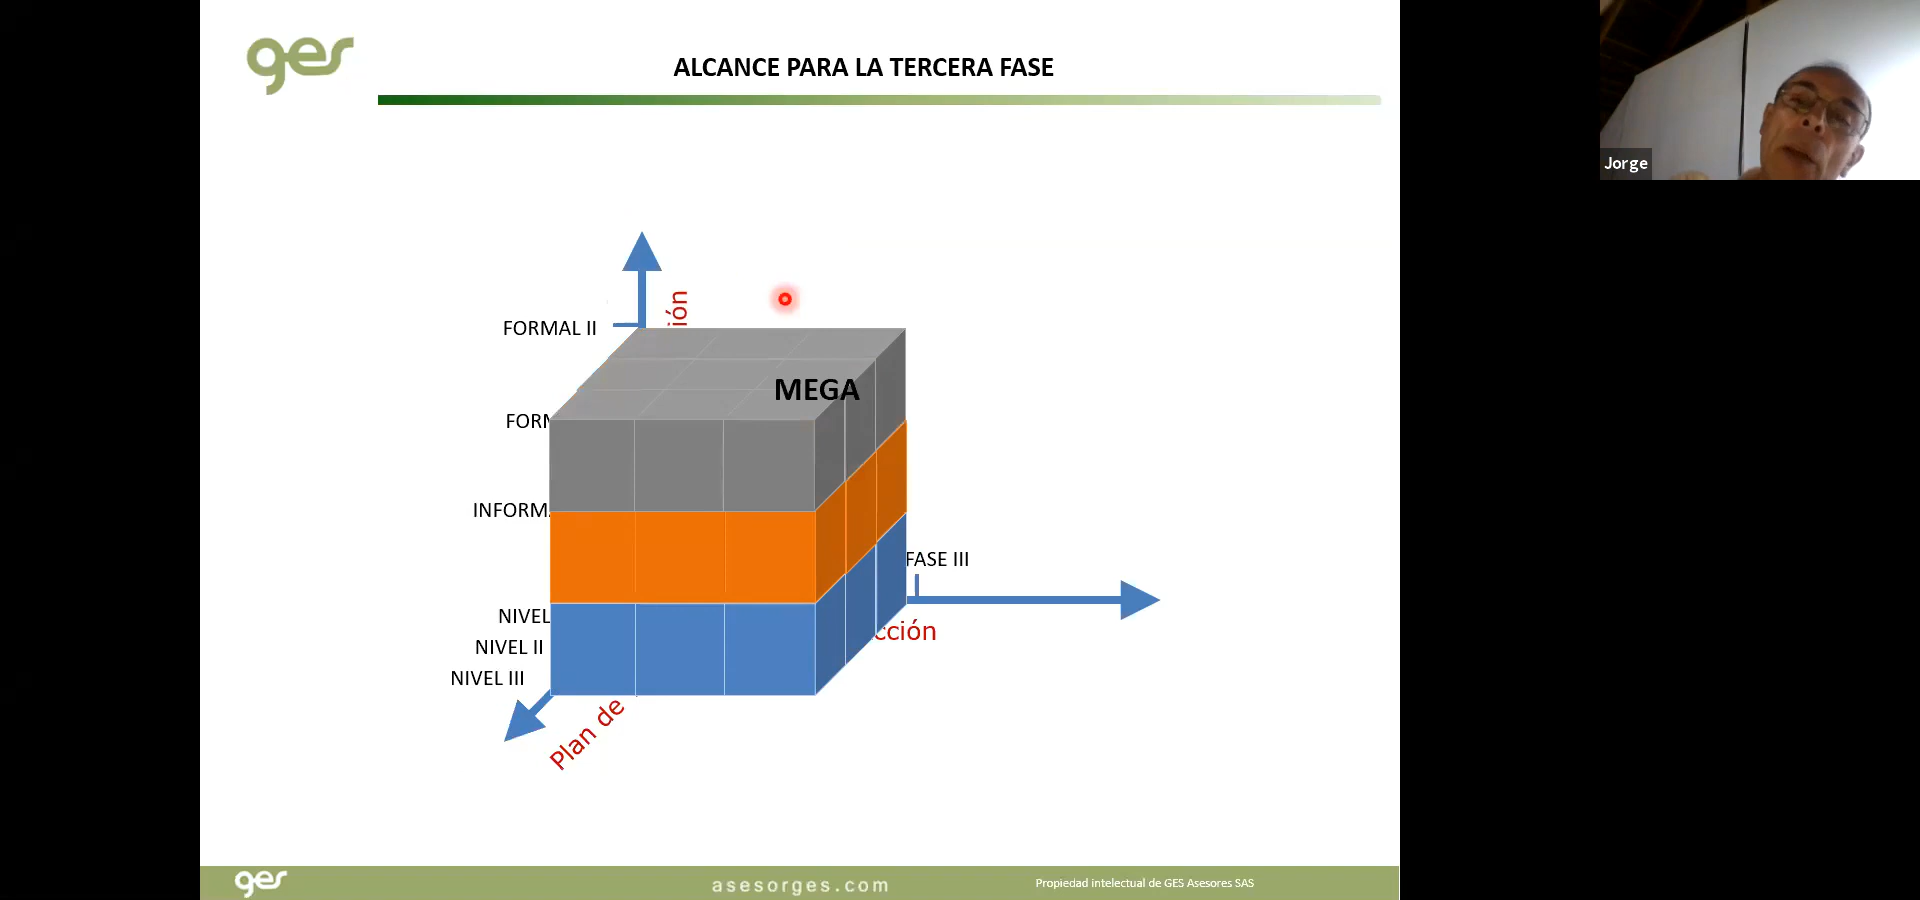 ges
ALCANCE PARA LA TERCERA FASE
Jorge
ión
FORMAL II
MEGA
FORM
INFORMA
FASE III
NIVEL
cción
NIVEL II
NIVEL III
Plan de
ges
asesorges.com
Propiedad intelectual de GES Asesores SAS